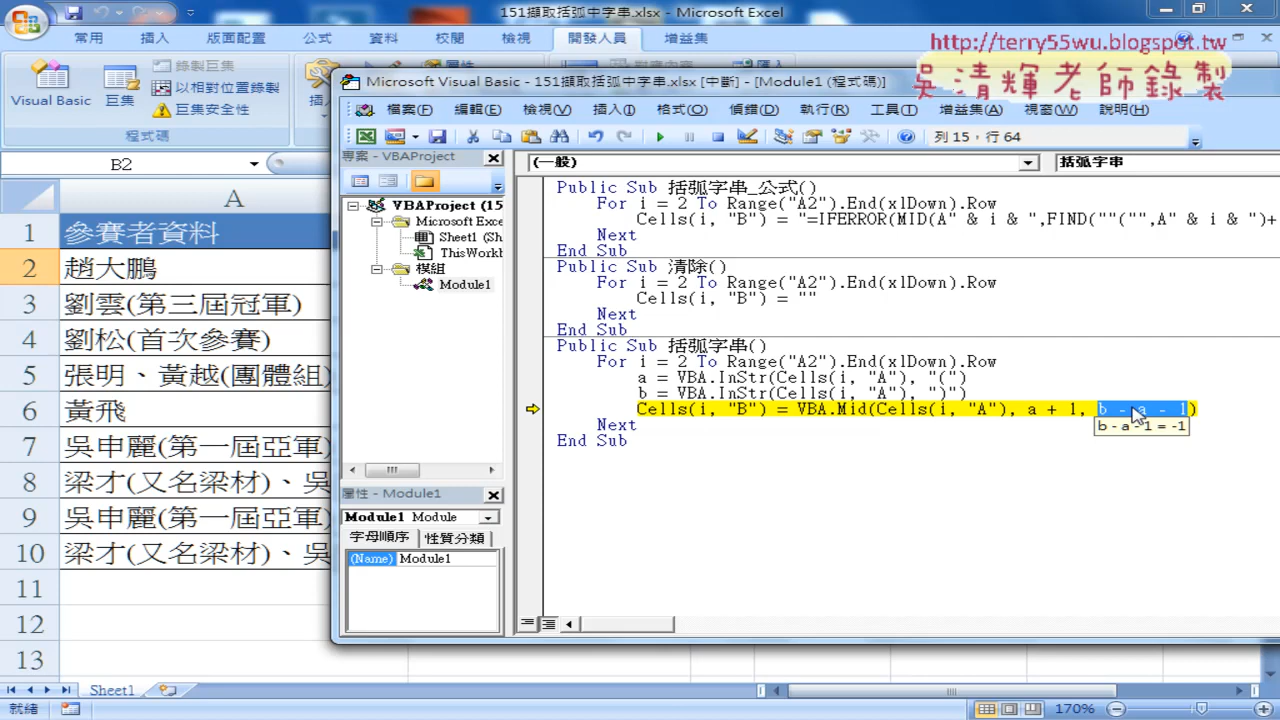 151擷取括弧中字串.xlsx - Microsoft Excel
常用 插入 版面配置 公式 資料 校閱 檢視 開發人員 增益集
http://terry55wu.blogspot.tw
吳清輝老師錄製
Visual Basic
巨集
錄製巨集
以相對位置錄製
巨集安全性
程式碼
屬性
匯入
B2
A
1 參賽者資料
2 趙大鵬
3 劉雲(第三屆冠軍)
4 劉松(首次參賽)
5 張明、黃越(團體組)
6 黃飛
7 吳申麗(第一屆亞軍)
8 梁才(又名梁材)、吳
9 吳申麗(第一屆亞軍)
10 梁才(又名梁材)、吳
11
12
13
Sheet1
就緒
170%
Microsoft Visual Basic - 151擷取括弧中字串.xlsx [中斷] - [Module1 (程式碼)]
檔案(F) 編輯(E) 檢視(V) 插入(I) 格式(O) 偵錯(D) 執行(R) 工具(T) 增益集(A) 視窗(W) 說明(H)
列 15，行 64
專案 - VBAProject
VBAProject (15
Microsoft Exce
Sheet1 (Sh
ThisWorkb
模組
Module1
屬性 - Module1
Module1 Module
字母順序 性質分類
(Name) Module1
(一般) 括弧字串
Public Sub 括弧字串_公式()
For i = 2 To Range("A2").End(xlDown).Row
Cells(i, "B") = "=IFERROR(MID(A" & i & ",FIND(""("",A" & i & ")+
Next
End Sub
Public Sub 清除()
For i = 2 To Range("A2").End(xlDown).Row
Cells(i, "B") = ""
Next
End Sub
Public Sub 括弧字串()
For i = 2 To Range("A2").End(xlDown).Row
a = VBA.InStr(Cells(i, "A"), "(")
b = VBA.InStr(Cells(i, "A"), ")")
Cells(i, "B") = VBA.Mid(Cells(i, "A"), a + 1, b - a - 1)
b - a - 1 = -1
Next
End Sub